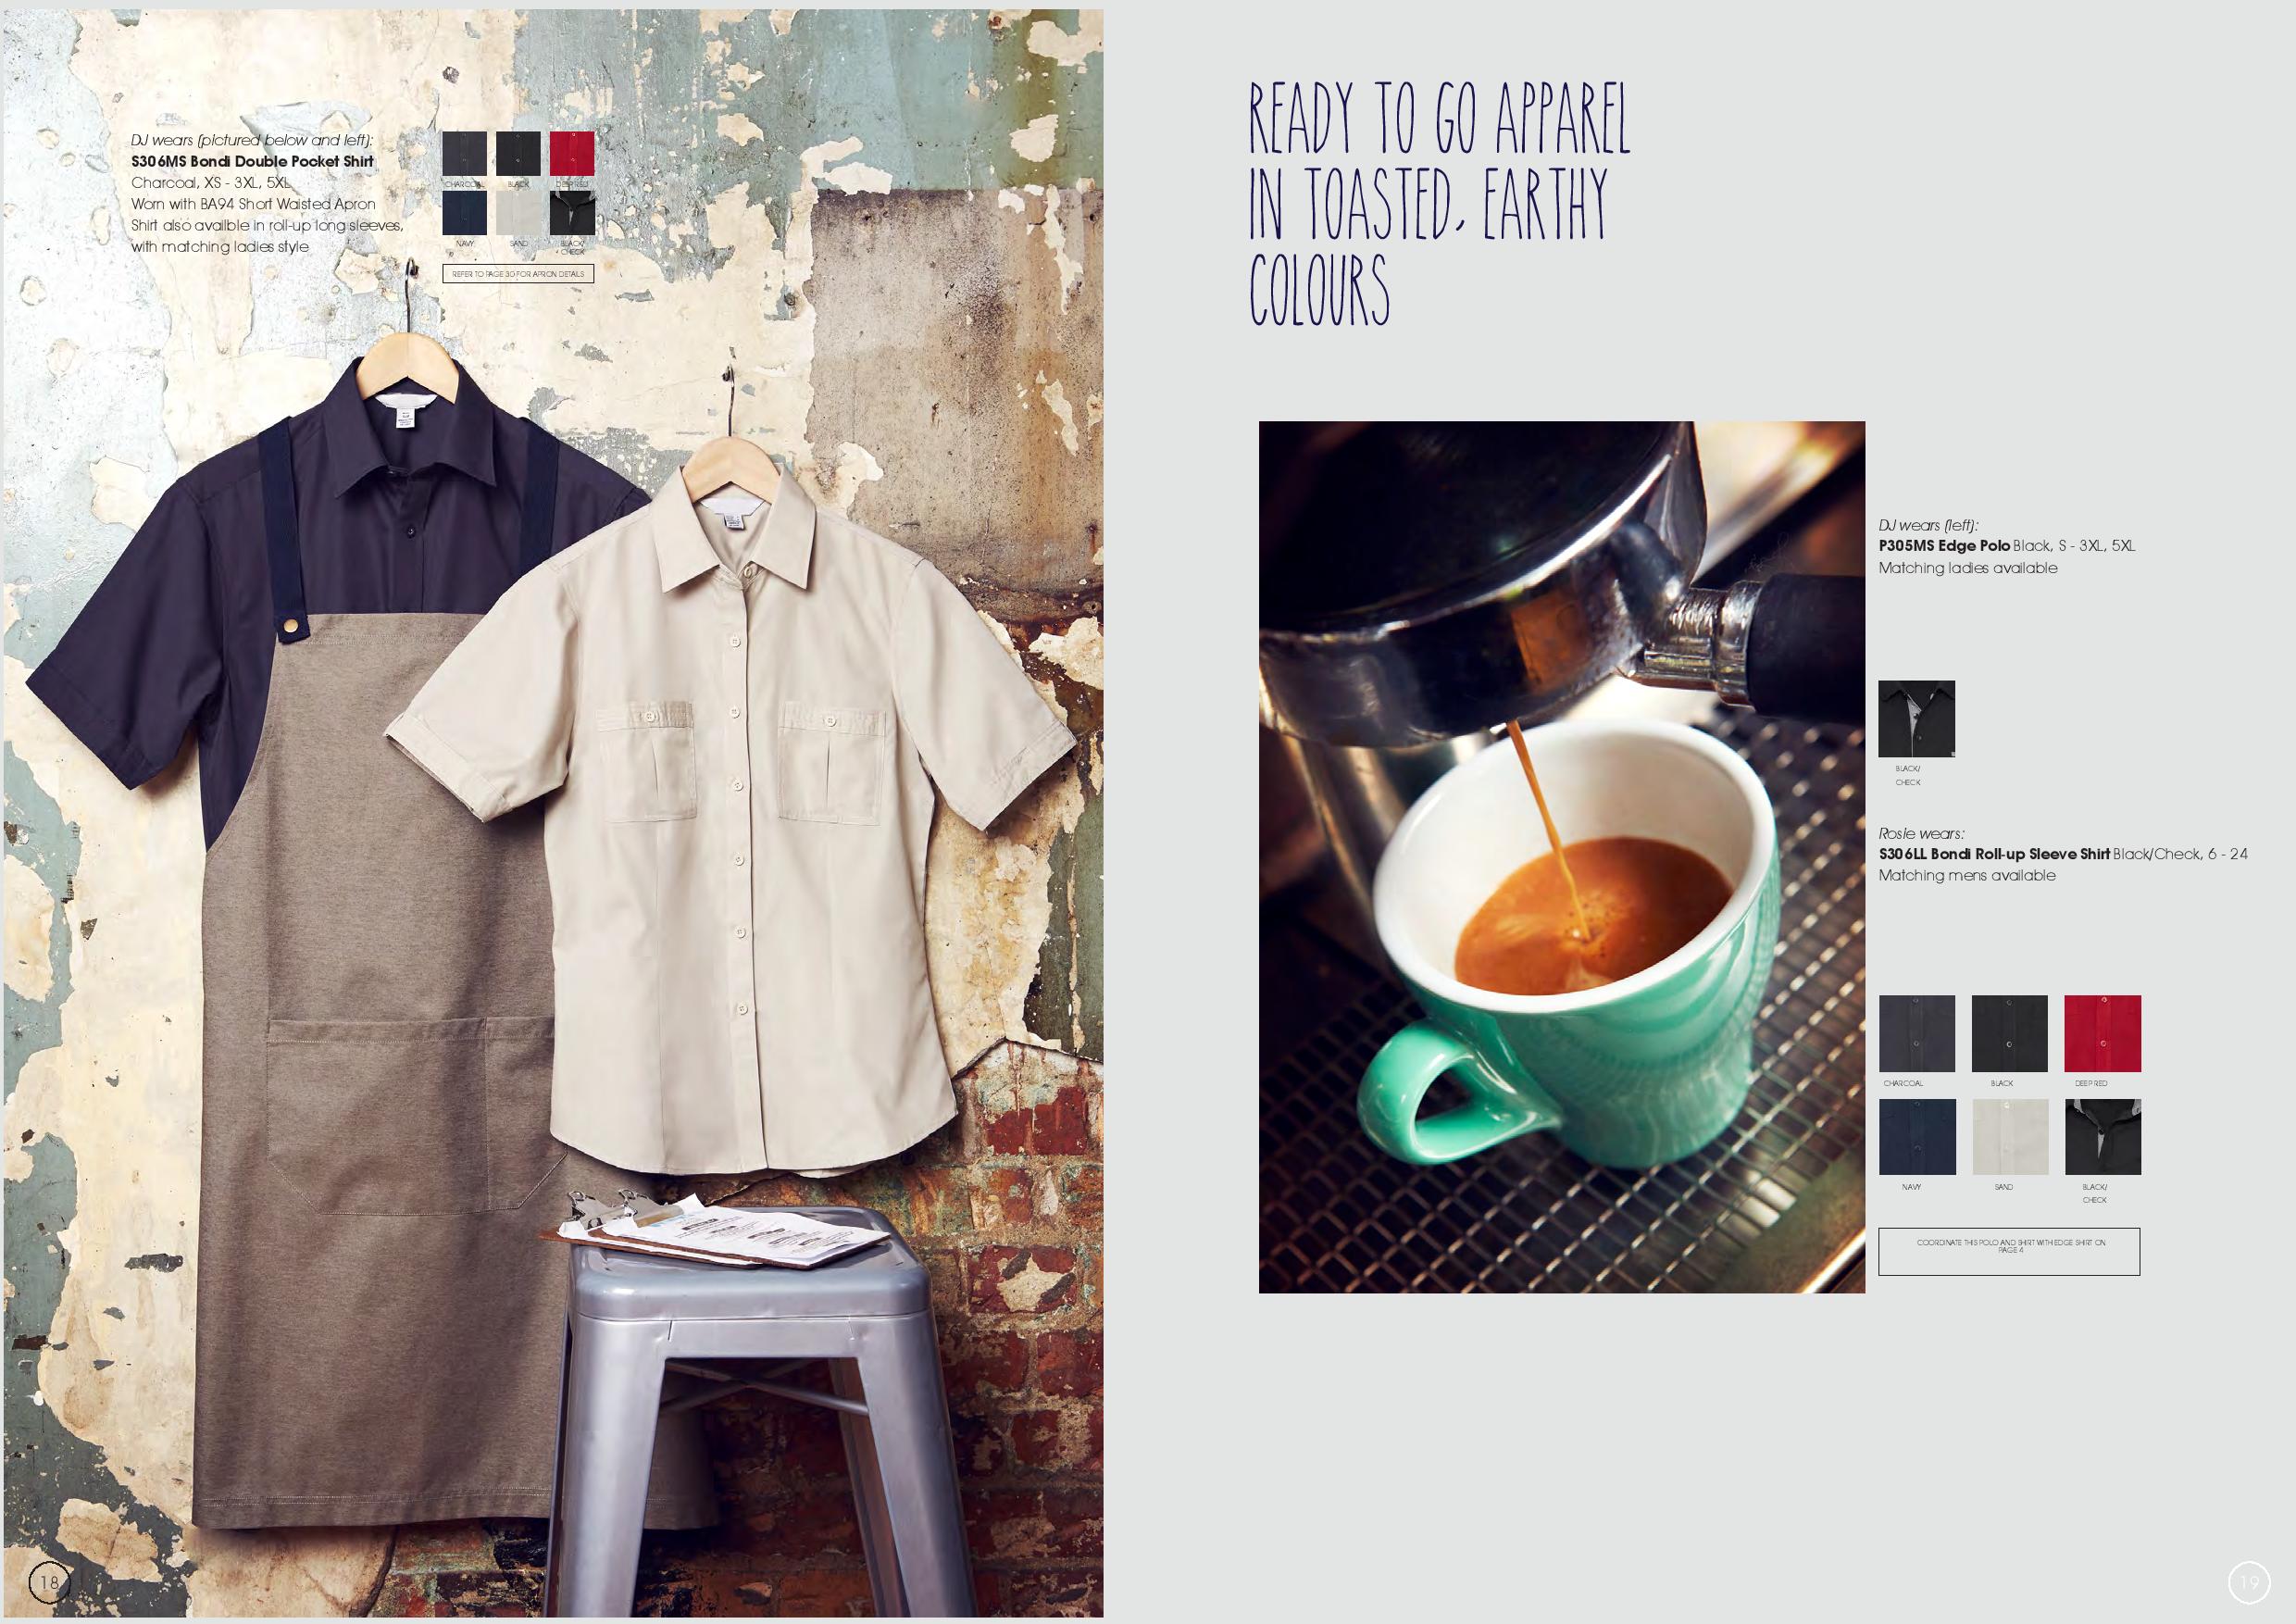 DJ wears (pictured below and left):
S306MS Bondi Double Pocket Shirt
Charcoal, XS - 3XL, 5XL
Worn with BA94 Short Waisted Apron
Shirt also availble in roll-up long sleeves,
with matching ladies style
CHARCOAL BLACK DEEP RED
NAVY SAND BLACK/
CHECK
REFER TO PAGE 30 FOR APRON DETAILS
18
READY TO GO APPAREL
IN TOASTED, EARTHY
COLOURS
DJ wears (left):
P305MS Edge Polo Black, S - 3XL, 5XL
Matching ladies available
BLACK/
CHECK
Rosie wears:
S306LL Bondi Roll-up Sleeve Shirt Black/Check, 6 - 24
Matching mens available
CHARCOAL BLACK DEEP RED
NAVY SAND BLACK/
CHECK
COORDINATE THIS POLO AND SHIRT WITH EDGE SHIRT ON
PAGE 4
19